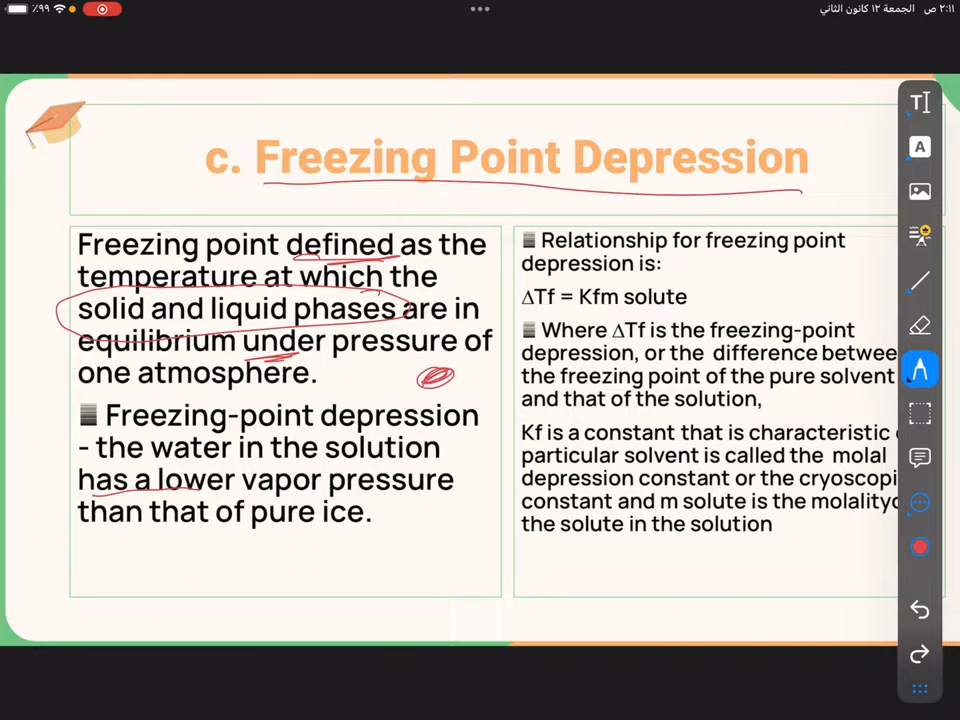 ٪٩٩
٢:١١ ص الجمعة ١٢ كانون الثاني
c. Freezing Point Depression
Freezing point defined as the
temperature at which the
solid and liquid phases are in
equilibrium under pressure of
one atmosphere.
Freezing-point depression
- the water in the solution
has a lower vapor pressure
than that of pure ice.
Relationship for freezing point
depression is:
∆Tf = Kfm solute
Where ∆Tf is the freezing-point
depression, or the difference betwee
the freezing point of the pure solvent
and that of the solution,
Kf is a constant that is characteristic
particular solvent is called the molal
depression constant or the cryoscopi
constant and m solute is the molality
the solute in the solution
T
A